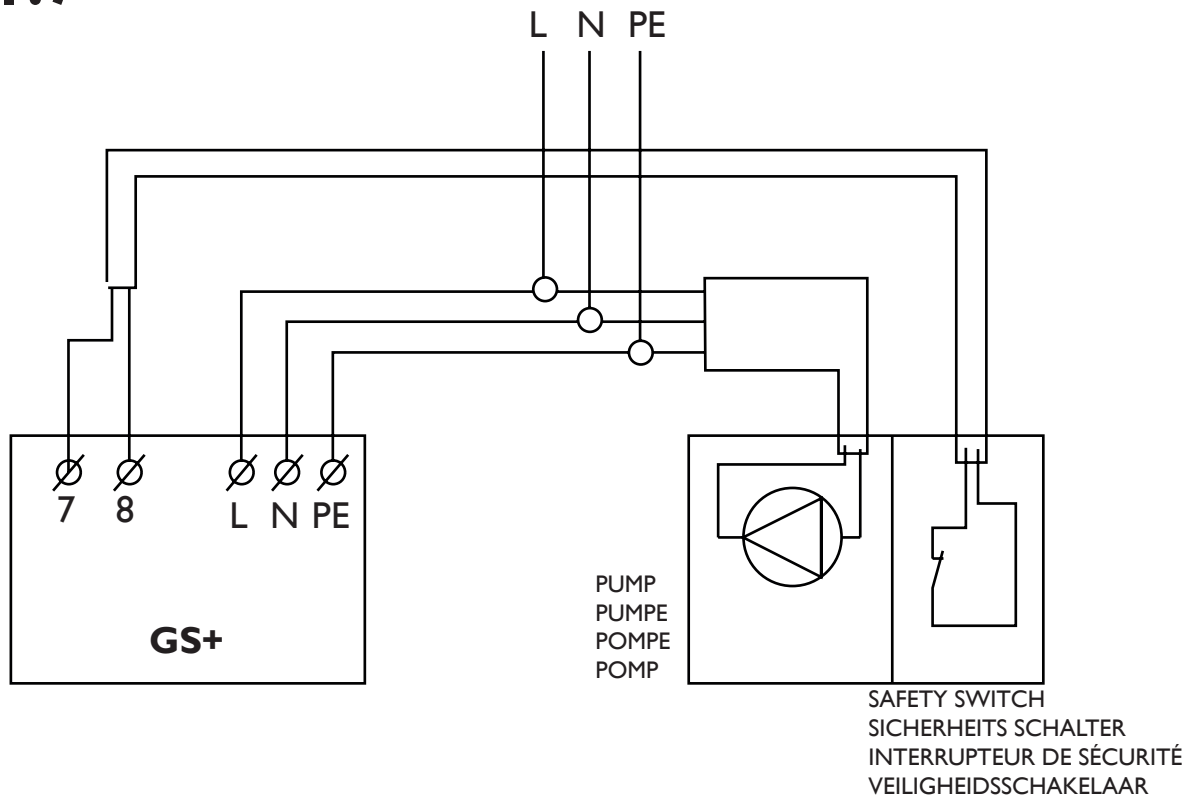 L N PE
7 8 L N PE
GS+
PUMP
PUMPE
POMPE
POMP
SAFETY SWITCH
SICHERHEITS SCHALTER
INTERRUPTEUR DE SÉCURITÉ
VEILIGHEIDSSCHAKELAAR